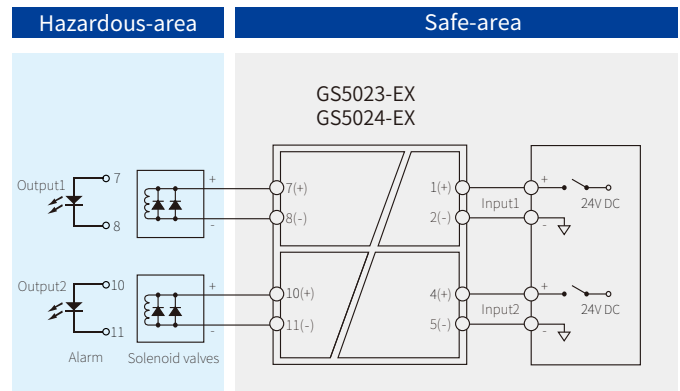 Hazardous-area
Safe-area
GS5023-EX
GS5024-EX
Output1
7
8
+
-
7(+)
8(-)
1(+)
2(-)
Input1
+
-
24V DC
Output2
10
11
+
-
10(+)
11(-)
4(+)
5(-)
Input2
+
-
24V DC
Alarm
Solenoid valves